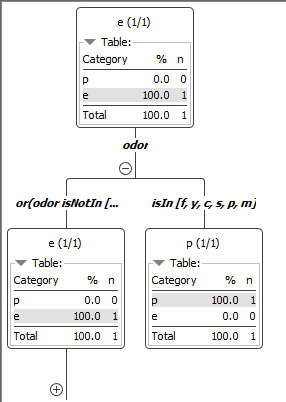 e (1/1)
Table:
Category % n
p 0.0 0
e 100.0 1
Total 100.0 1
odor
or(odor isNotIn [...
isIn [f, y, c, s, p, m]
e (1/1)
Table:
Category % n
p 0.0 0
e 100.0 1
Total 100.0 1
p (1/1)
Table:
Category % n
p 100.0 1
e 0.0 0
Total 100.0 1